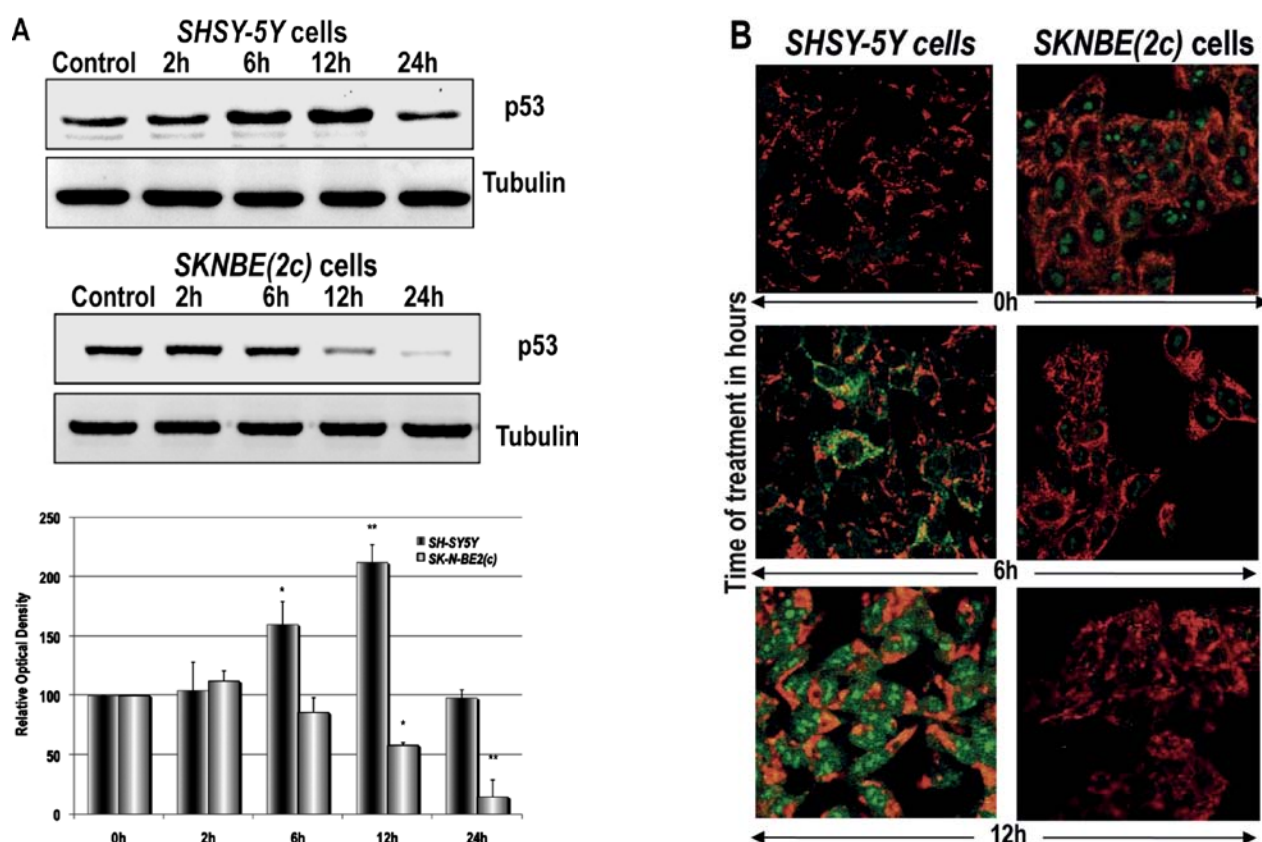 A
SHSY-5Y cells
Control 2h 6h 12h 24h
p53
Tubulin
SKNBE(2c) cells
Control 2h 6h 12h 24h
p53
Tubulin
250
200
150
100
50
0
Relative Optical Density
SH-SY5Y
SK-N-BE2(c)
*
**
*
**
0h 2h 6h 12h 24h
B
SHSY-5Y cells SKNBE(2c) cells
Time of treatment in hours
0h
6h
12h